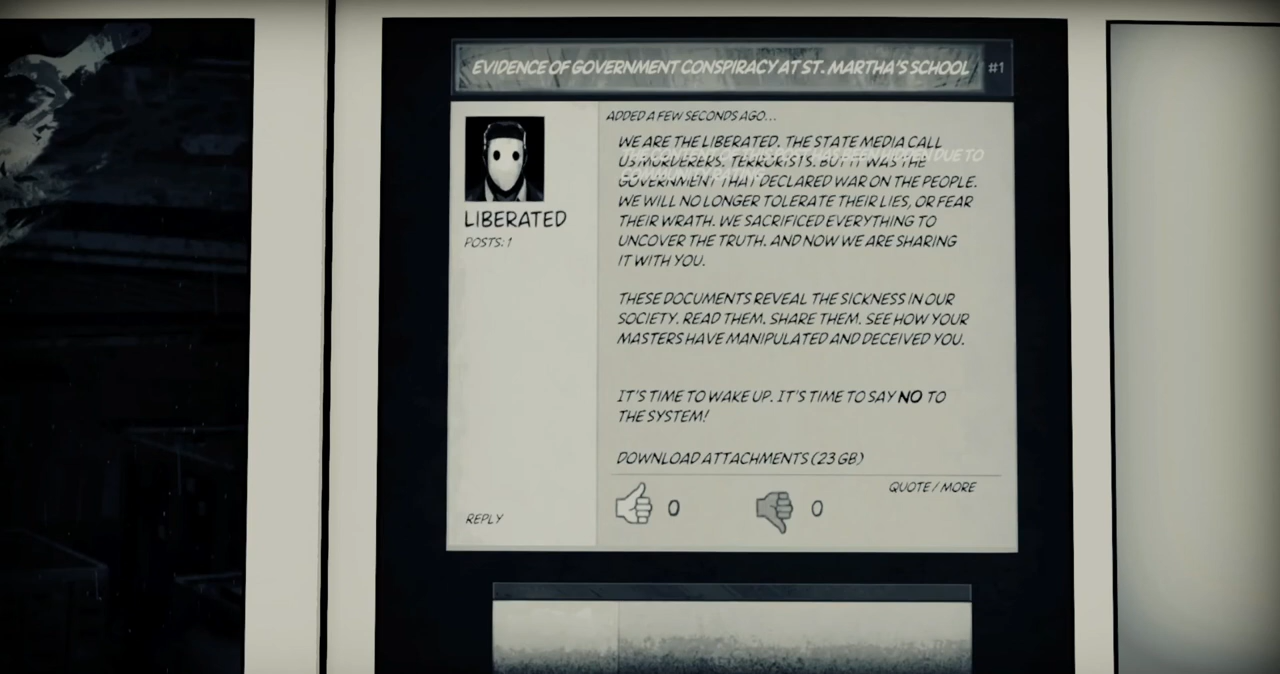 EVIDENCE OF GOVERNMENT CONSPIRACY AT ST. MARTHA'S SCHOOL
#1
LIBERATED
POSTS: 1
REPLY
ADDED A FEW SECONDS AGO...
WE ARE THE LIBERATED. THE STATE MEDIA CALL
US MURDERERS. TERRORISTS. BUT IT WAS THE
GOVERNMENT THAT DECLARED WAR ON THE PEOPLE.
WE WILL NO LONGER TOLERATE THEIR LIES, OR FEAR
THEIR WRATH. WE SACRIFICED EVERYTHING TO
UNCOVER THE TRUTH. AND NOW WE ARE SHARING
IT WITH YOU.
THESE DOCUMENTS REVEAL THE SICKNESS IN OUR
SOCIETY. READ THEM. SHARE THEM. SEE HOW YOUR
MASTERS HAVE MANIPULATED AND DECEIVED YOU.
IT'S TIME TO WAKE UP. IT'S TIME TO SAY NO TO
THE SYSTEM!
DOWNLOAD ATTACHMENTS (23 GB)
QUOTE / MORE
0
0
DUE TO
COMMUNITY RATING